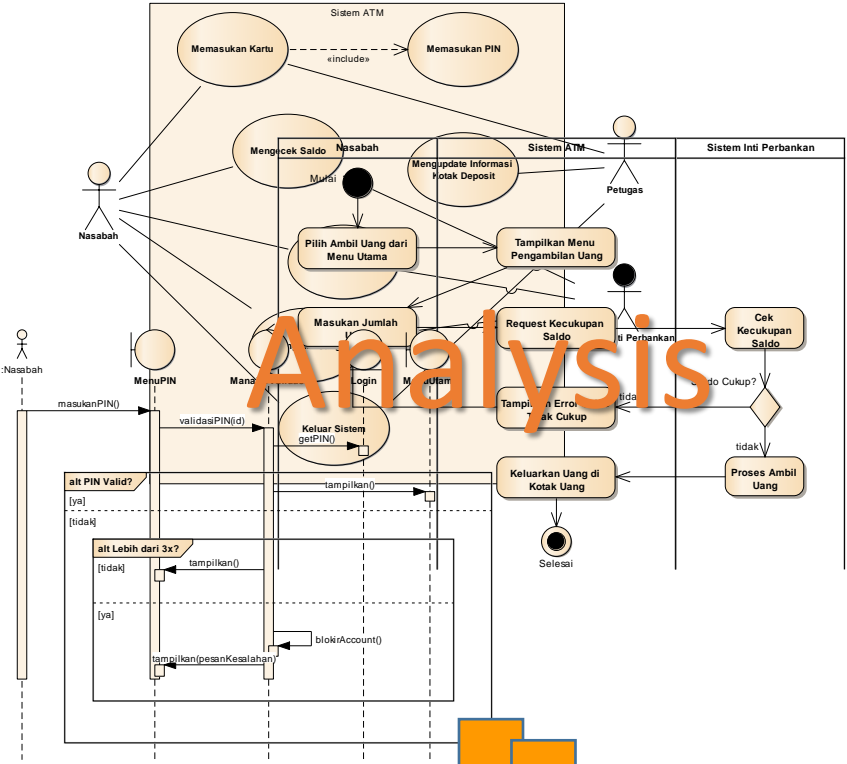 Sistem ATM
Memasukan Kartu
Memasukan PIN
«include»
Mengecek Saldo
Nasabah
Sistem ATM
Sistem Inti Perbankan
Mengupdate Informasi
Kotak Deposit
Petugas
Mulai
Nasabah
Pilih Ambil Uang dari
Menu Utama
Tampilkan Menu
Pengambilan Uang
Masukan Jumlah
Request Kecukupan
Saldo
ti Perbankan
Cek
Kecukupan
Saldo
Analysis
:Nasabah
MenuPIN
Login
Saldo Cukup?
masukanPIN()
validasiPIN(id)
Keluar Sistem
getPIN()
tidak
Proses Ambil
Uang
Keluarkan Uang di
Kotak Uang
alt PIN Valid?
[ya]
tampilkan()
[tidak]
Selesai
alt Lebih dari 3x?
[tidak]
tampilkan()
[ya]
blokirAccount()
tampilkan(pesanKesalahan)